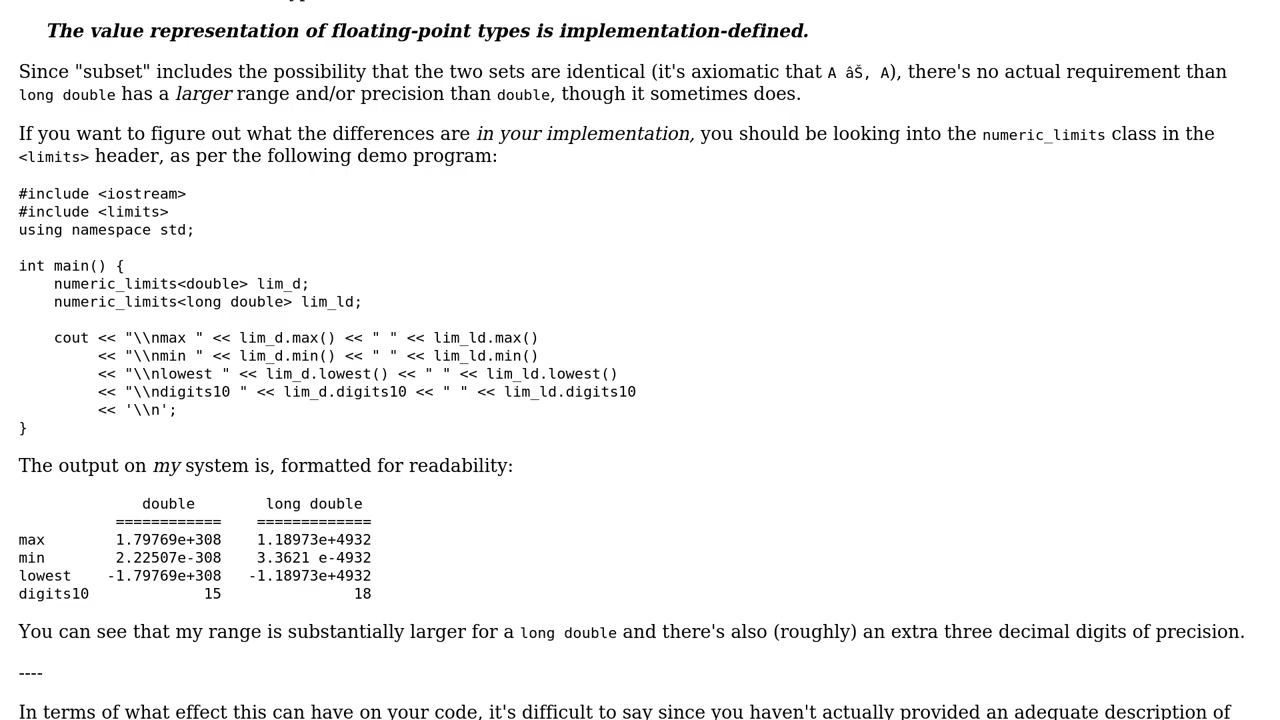 The value representation of floating-point types is implementation-defined.
Since "subset" includes the possibility that the two sets are identical (it's axiomatic that A âŠ‚ A), there's no actual requirement than
long double has a larger range and/or precision than double, though it sometimes does.
If you want to figure out what the differences are in your implementation, you should be looking into the numeric_limits class in the
<limits> header, as per the following demo program:
#include <iostream>
#include <limits>
using namespace std;
int main() {
    numeric_limits<double> lim_d;
    numeric_limits<long double> lim_ld;
    cout << "\\nmax " << lim_d.max() << " " << lim_ld.max()
         << "\\nmin " << lim_d.min() << " " << lim_ld.min()
         << "\\nlowest " << lim_d.lowest() << " " << lim_ld.lowest()
         << "\\ndigits10 " << lim_d.digits10 << " " << lim_ld.digits10
         << '\\n';
}
The output on my system is, formatted for readability:
              double        long double
           ============    =============
max        1.79769e+308    1.18973e+4932
min        2.22507e-308    3.3621 e-4932
lowest    -1.79769e+308   -1.18973e+4932
digits10             15               18
You can see that my range is substantially larger for a long double and there's also (roughly) an extra three decimal digits of precision.
----
In terms of what effect this can have on your code, it's difficult to say since you haven't actually provided an adequate description of